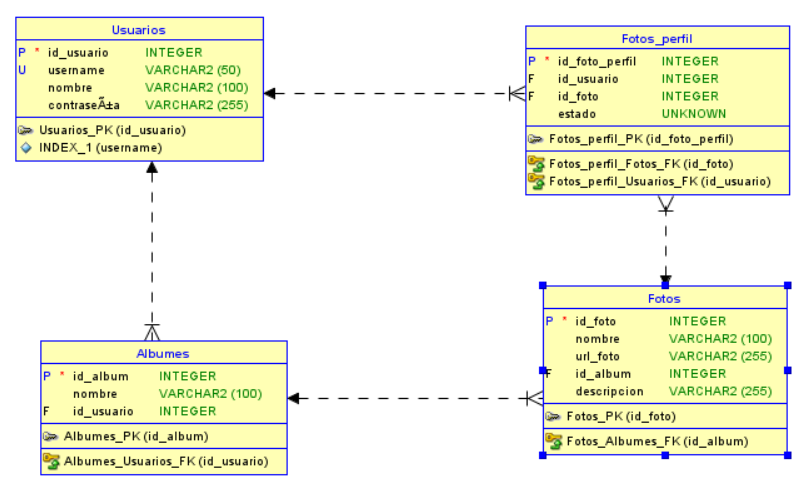 Usuarios
P * id_usuario INTEGER
U username VARCHAR2 (50)
nombre VARCHAR2 (100)
contraseÃ±a VARCHAR2 (255)
Usuarios_PK (id_usuario)
INDEX_1 (username)
Fotos_perfil
P * id_foto_perfil INTEGER
F id_usuario INTEGER
F id_foto INTEGER
estado UNKNOWN
Fotos_perfil_PK (id_foto_perfil)
Fotos_perfil_Fotos_FK (id_foto)
Fotos_perfil_Usuarios_FK (id_usuario)
Albumes
P * id_album INTEGER
nombre VARCHAR2 (100)
F id_usuario INTEGER
Albumes_PK (id_album)
Albumes_Usuarios_FK (id_usuario)
Fotos
P * id_foto INTEGER
nombre VARCHAR2 (100)
url_foto VARCHAR2 (255)
F id_album INTEGER
descripcion VARCHAR2 (255)
Fotos_PK (id_foto)
Fotos_Albumes_FK (id_album)